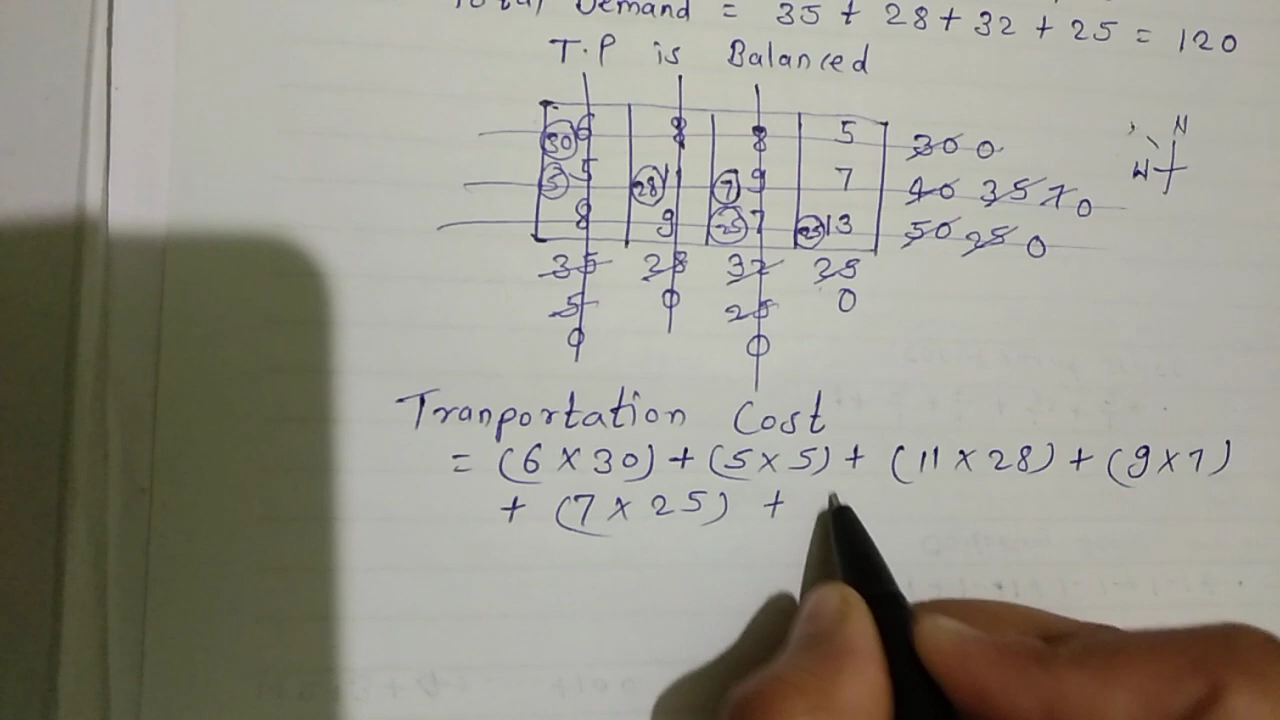 Total Demand = 35 + 28 + 32 + 25 = 120
T.P is Balanced
30 6 8 8 5 30 0
5 5 28 11 7 9 7 40 35 7 0
8 9 25 7 25 13 50 25 0
35 28 32 25
5 0 25 0
0 0
N
W
Tranportation Cost
= (6 X 30) + (5 X 5) + (11 X 28) + (9 X 7)
+ (7 X 25) +